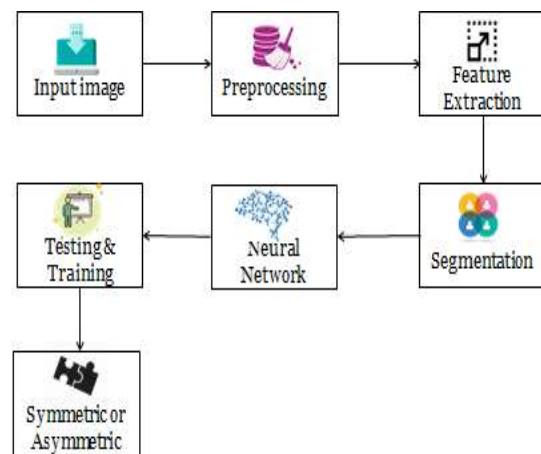 Input image
Preprocessing
Feature
Extraction
Testing &
Training
Neural
Network
Segmentation
Symmetric or
Asymmetric